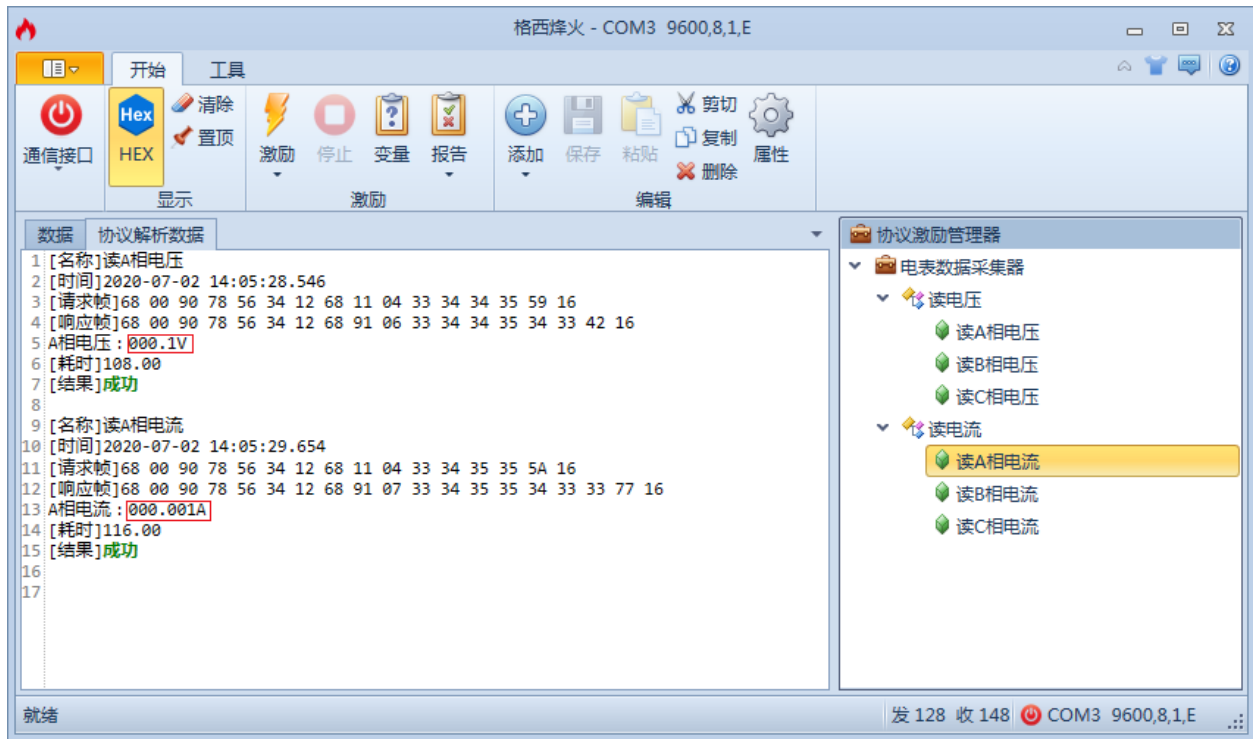 格西烽火 - COM3 9600,8,1,E
开始 工具
通信接口
Hex
HEX
清除
置顶
显示
激励
停止
变量
报告
激励
添加
保存
粘贴
剪切
复制
删除
属性
编辑
数据 协议解析数据
1 [名称]读A相电压
2 [时间]2020-07-02 14:05:28.546
3 [请求帧]68 00 90 78 56 34 12 68 11 04 33 34 34 35 59 16
4 [响应帧]68 00 90 78 56 34 12 68 91 06 33 34 34 35 34 33 42 16
5 A相电压：000.1V
6 [耗时]108.00
7 [结果]成功
8
9 [名称]读A相电流
10 [时间]2020-07-02 14:05:29.654
11 [请求帧]68 00 90 78 56 34 12 68 11 04 33 34 35 35 5A 16
12 [响应帧]68 00 90 78 56 34 12 68 91 07 33 34 35 35 34 33 33 77 16
13 A相电流：000.001A
14 [耗时]116.00
15 [结果]成功
16
17
协议激励管理器
电表数据采集器
读电压
读A相电压
读B相电压
读C相电压
读电流
读A相电流
读B相电流
读C相电流
就绪
发 128 收 148 COM3 9600,8,1,E